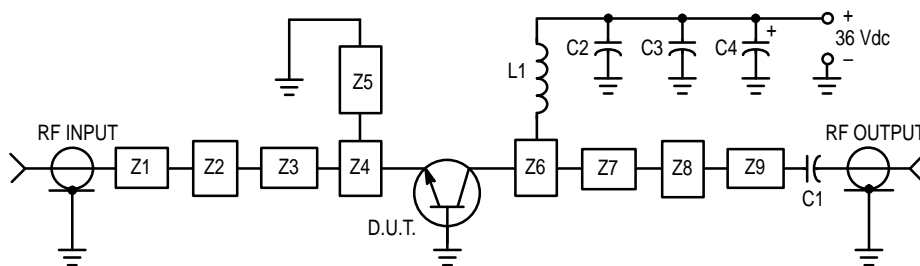 +
C2
C3
C4
+
36 Vdc
–
L1
Z5
RF INPUT
RF OUTPUT
Z1
Z2
Z3
Z4
Z6
Z7
Z8
Z9
C1
D.U.T.